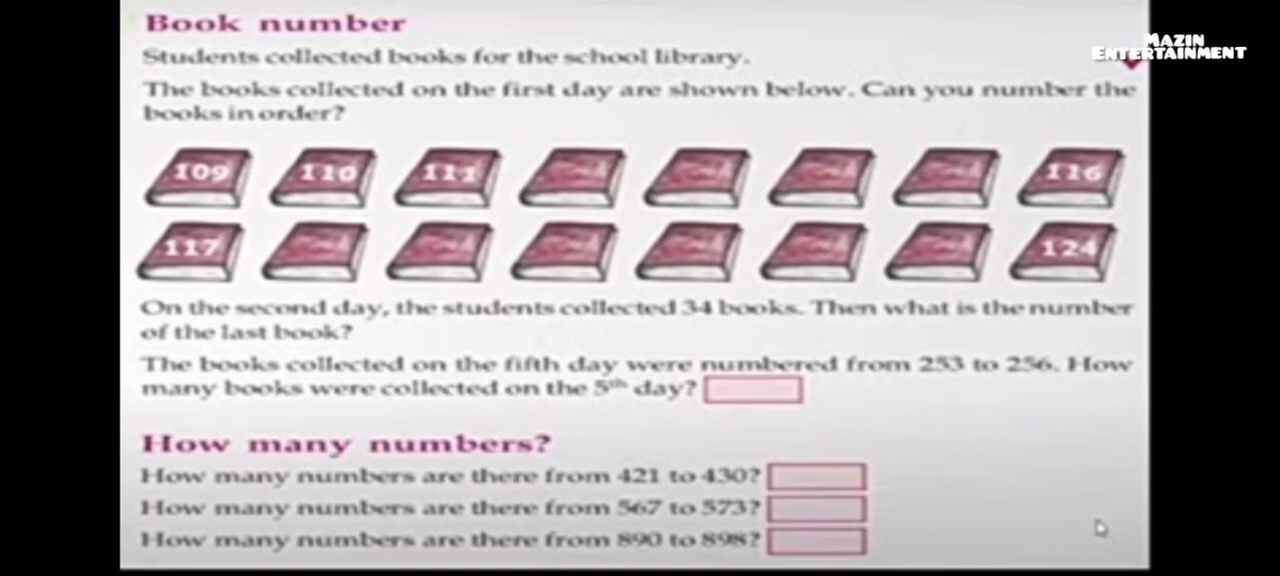 Book number
MAZIN
ENTERTAINMENT
Students collected books for the school library.
The books collected on the first day are shown below. Can you number the
books in order?
109 110 111 116
117 124
On the second day, the students collected 34 books. Then what is the number
of the last book?
The books collected on the fifth day were numbered from 253 to 256. How
many books were collected on the 5th day?
How many numbers?
How many numbers are there from 421 to 430?
How many numbers are there from 567 to 573?
How many numbers are there from 890 to 898?